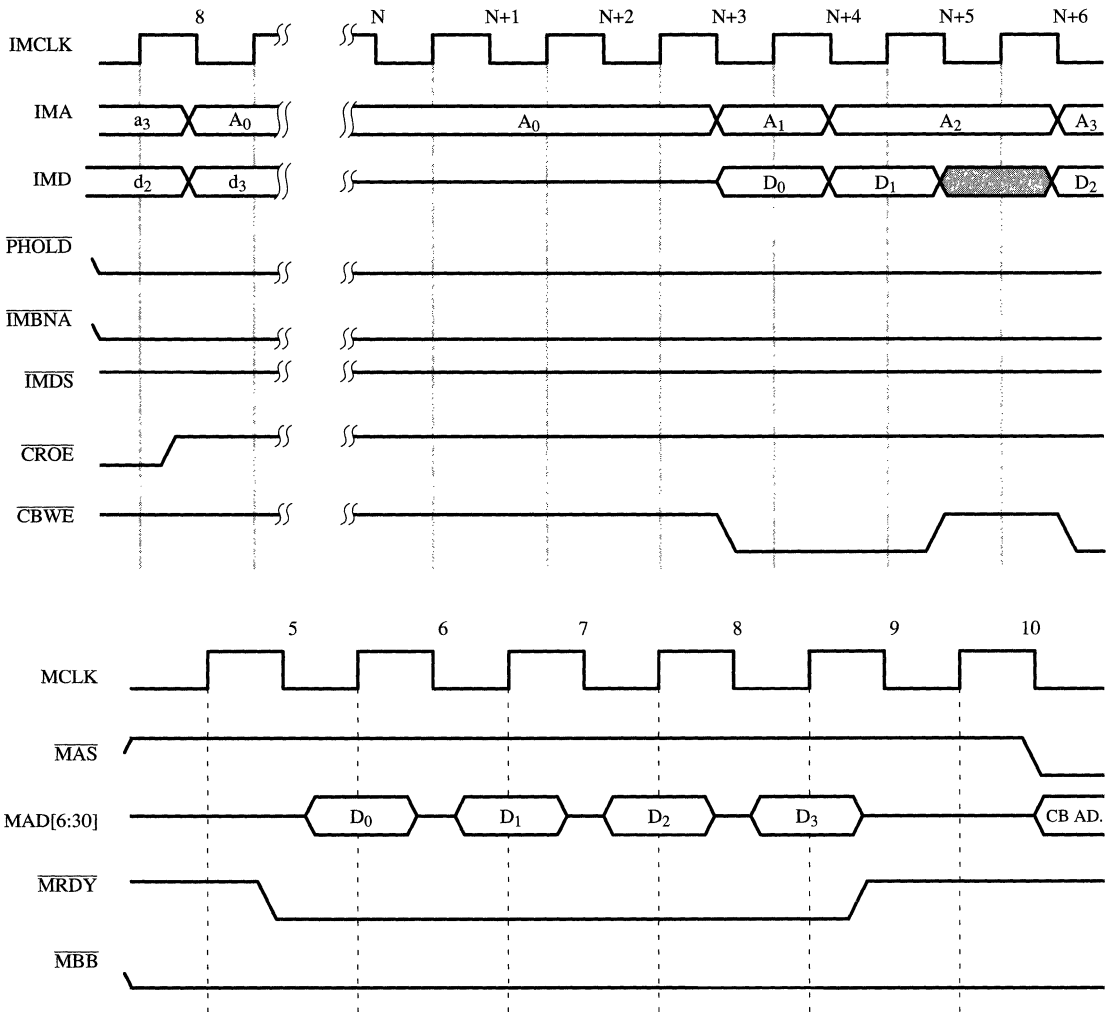 8 N N+1 N+2 N+3 N+4 N+5 N+6
IMCLK
IMA a3 A0 A0 A1 A2 A3
IMD d2 d3 D0 D1 D2
PHOLD
IMBNA
IMDS
CROE
CBWE
5 6 7 8 9 10
MCLK
MAS
MAD[6:30] D0 D1 D2 D3 CB AD.
MRDY
MBB